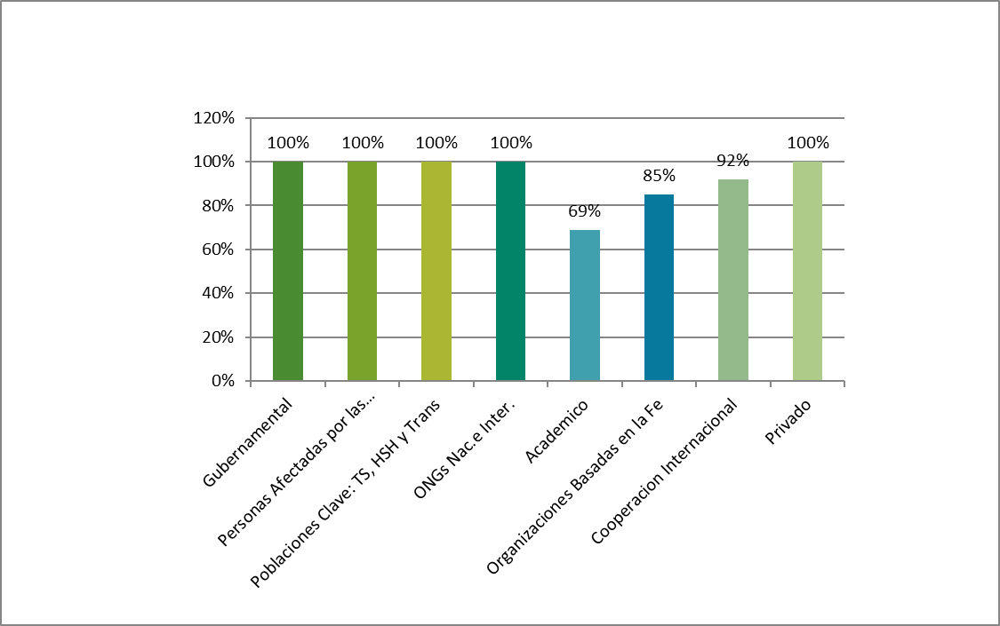 120%
100%
80%
60%
40%
20%
0%
100%
100%
100%
100%
69%
85%
92%
100%
Gubernamental
Personas Afectadas por las...
Poblaciones Clave: TS, HSH y Trans
ONGs Nac.e Inter.
Academico
Organizaciones Basadas en la Fe
Cooperacion Internacional
Privado